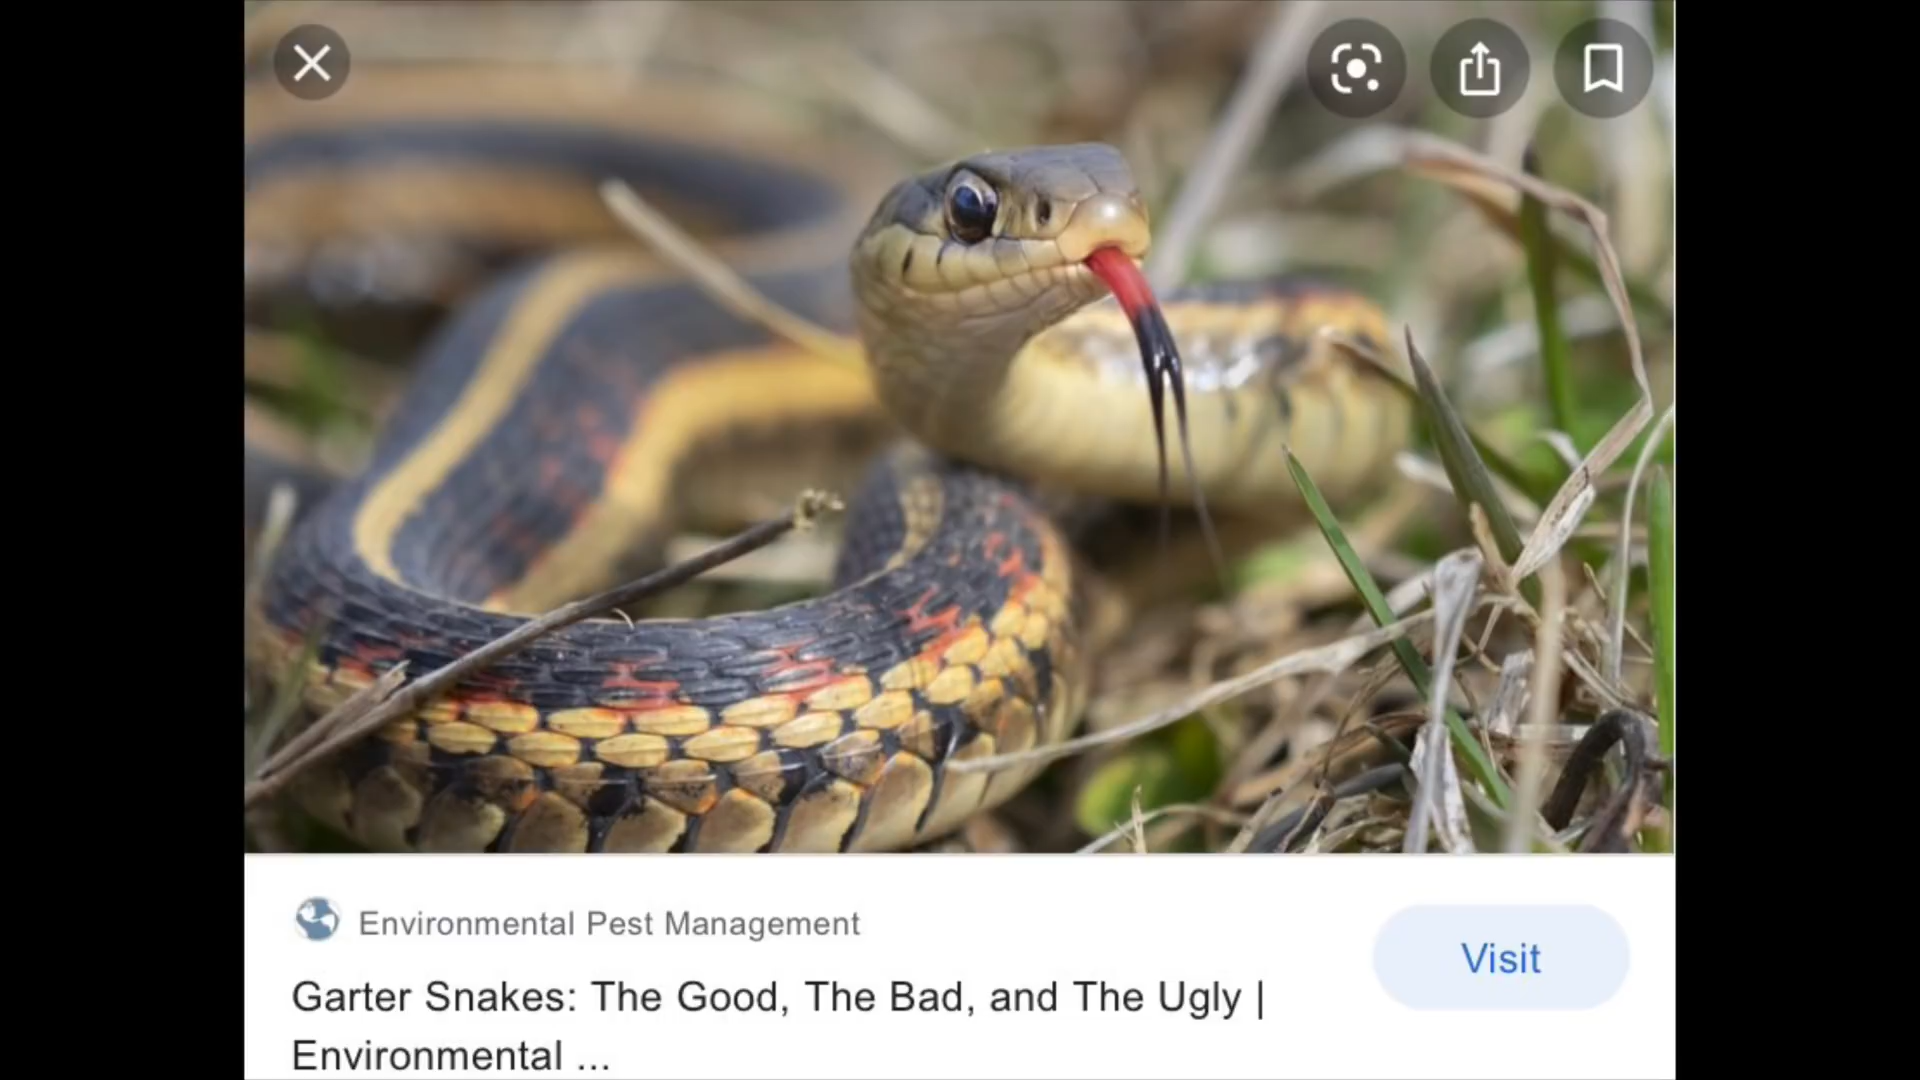 Environmental Pest Management
Visit
Garter Snakes: The Good, The Bad, and The Ugly |
Environmental ...